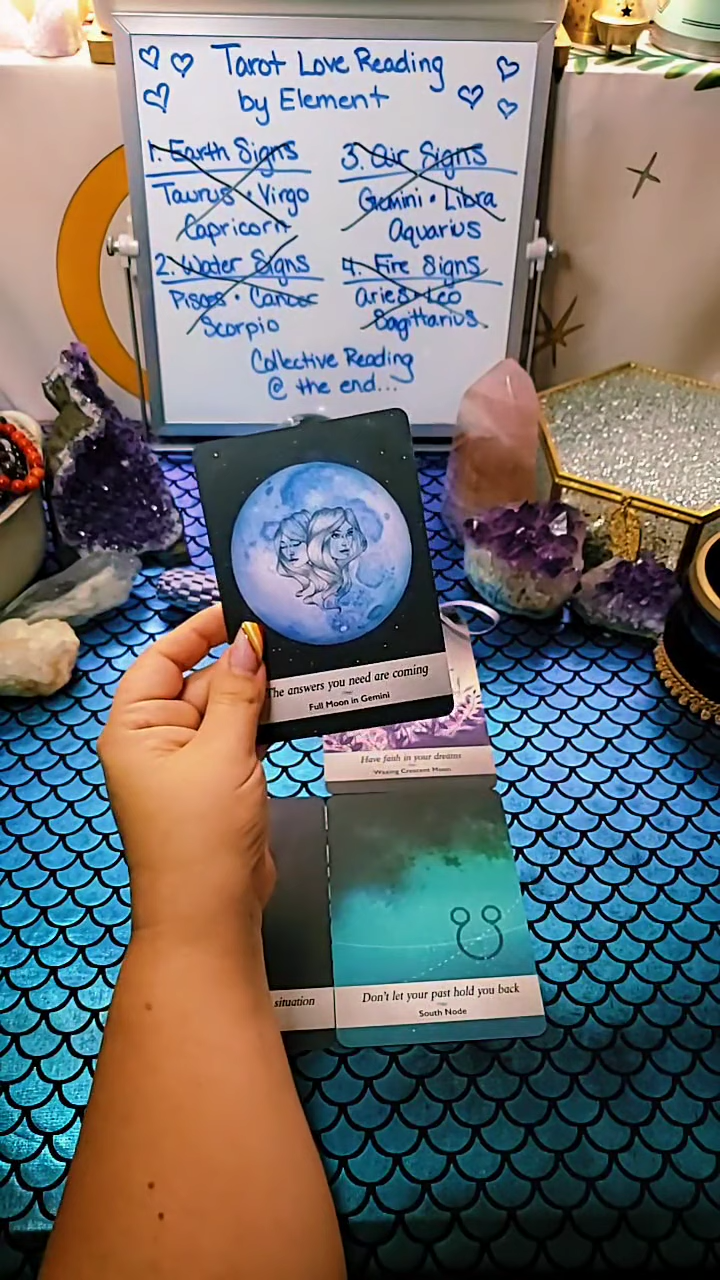 Tarot Love Reading
by Element
1. Earth Signs
Taurus • Virgo
Capricorn
2. Water Signs
Pisces • Cancer
Scorpio
3. Air Signs
Gemini • Libra
Aquarius
4. Fire Signs
Aries • Leo
Sagittarius
Collective Reading
@ the end...
The answers you need are coming
Full Moon in Gemini
Have faith in your dreams
Waxing Crescent Moon
situation
Don't let your past hold you back
South Node